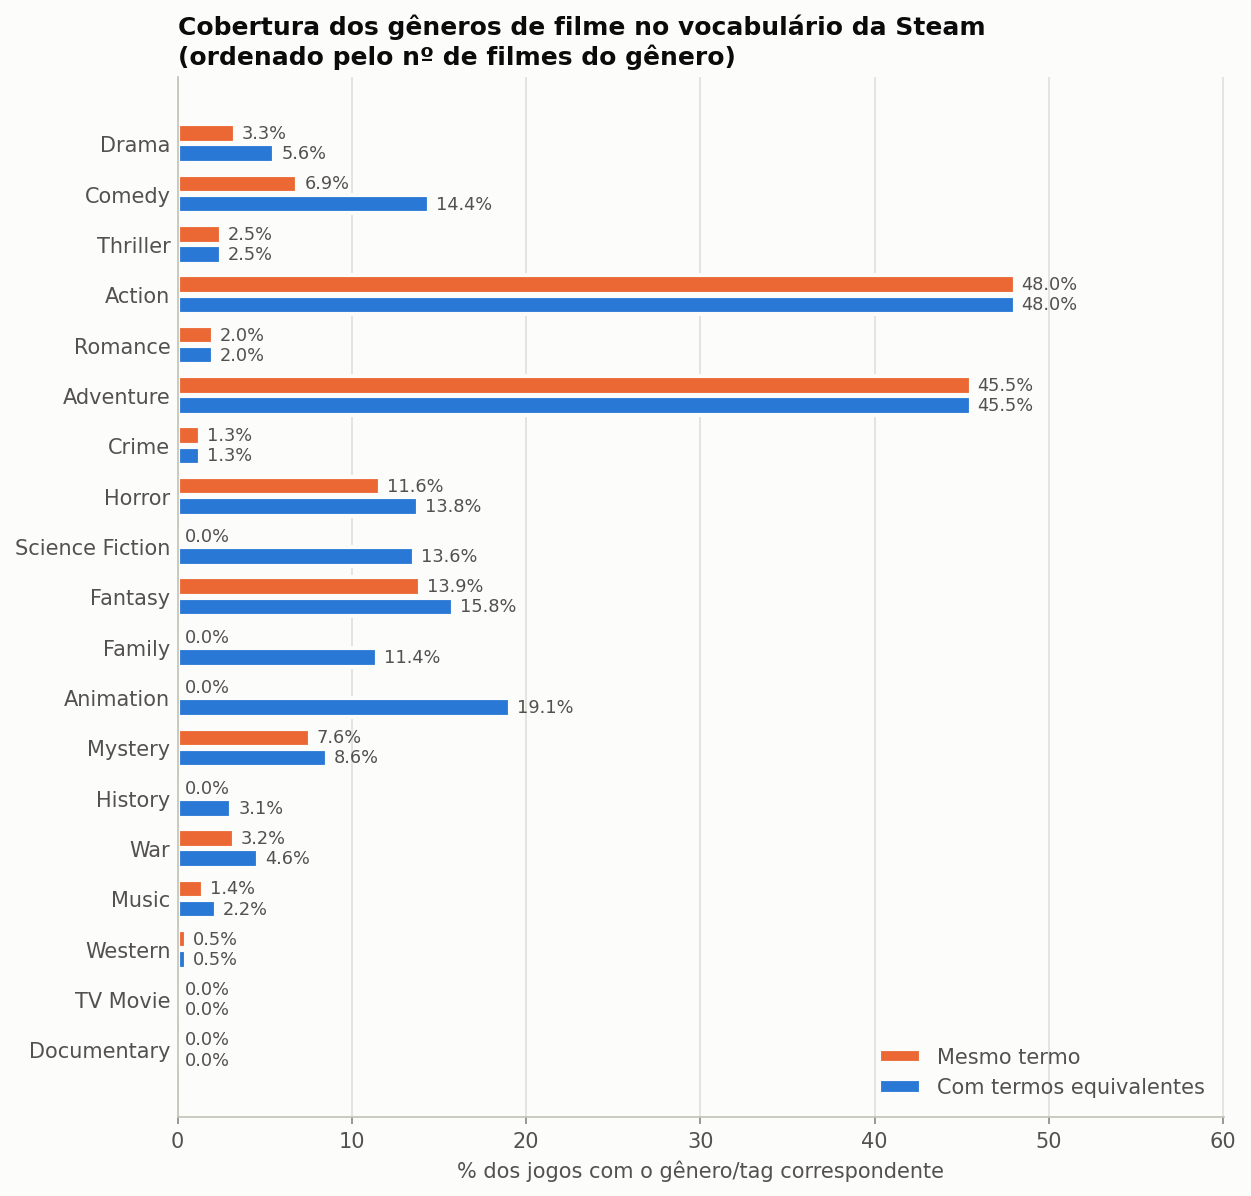 Cobertura dos gêneros de filme no vocabulário da Steam
(ordenado pelo nº de filmes do gênero)
Drama
3.3%
5.6%
Comedy
6.9%
14.4%
Thriller
2.5%
2.5%
Action
48.0%
48.0%
Romance
2.0%
2.0%
Adventure
45.5%
45.5%
Crime
1.3%
1.3%
Horror
11.6%
13.8%
Science Fiction
0.0%
13.6%
Fantasy
13.9%
15.8%
Family
0.0%
11.4%
Animation
0.0%
19.1%
Mystery
7.6%
8.6%
History
0.0%
3.1%
War
3.2%
4.6%
Music
1.4%
2.2%
Western
0.5%
0.5%
TV Movie
0.0%
0.0%
Documentary
0.0%
0.0%
Mesmo termo
Com termos equivalentes
0 10 20 30 40 50 60
% dos jogos com o gênero/tag correspondente